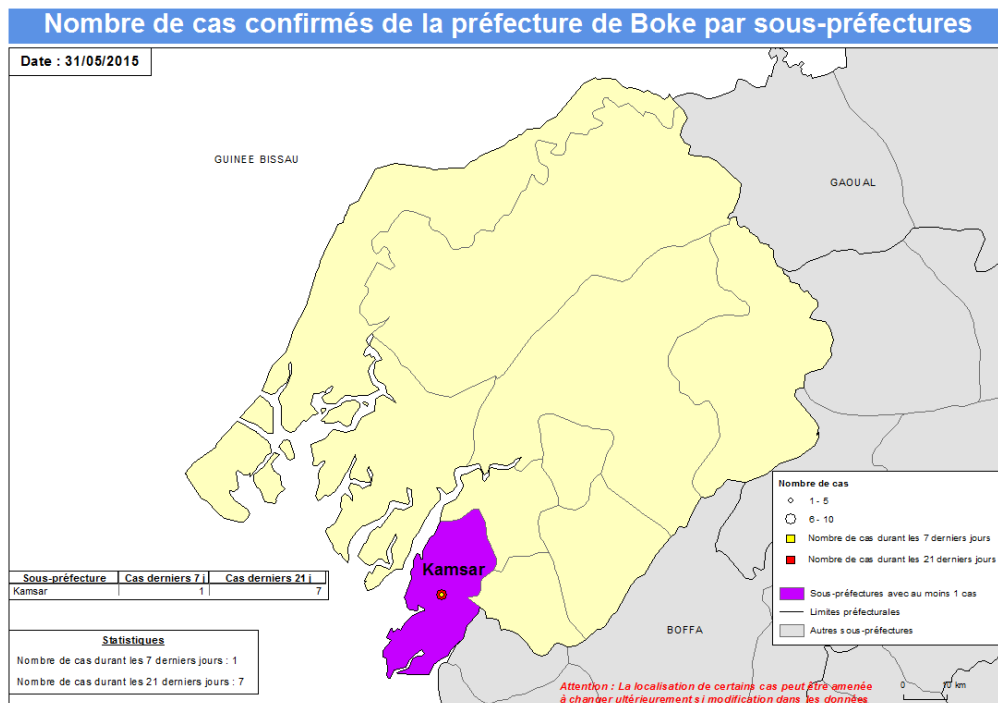 Nombre de cas confirmés de la préfecture de Boke par sous-préfectures
Date : 31/05/2015
GUINEE BISSAU
GAOUAL
Kamsar
BOFFA
Sous-préfecture Cas derniers 7 j Cas derniers 21 j
Kamsar 1 7
Statistiques
Nombre de cas durant les 7 derniers jours : 1
Nombre de cas durant les 21 derniers jours : 7
Nombre de cas
1 - 5
6 - 10
Nombre de cas durant les 7 derniers jours
Nombre de cas durant les 21 derniers jours
Sous-préfectures avec au moins 1 cas
Limites préfecturales
Autres sous-préfectures
Attention : La localisation de certains cas peut être amenée
à changer ultérieurement si modification dans les données
0 10 km